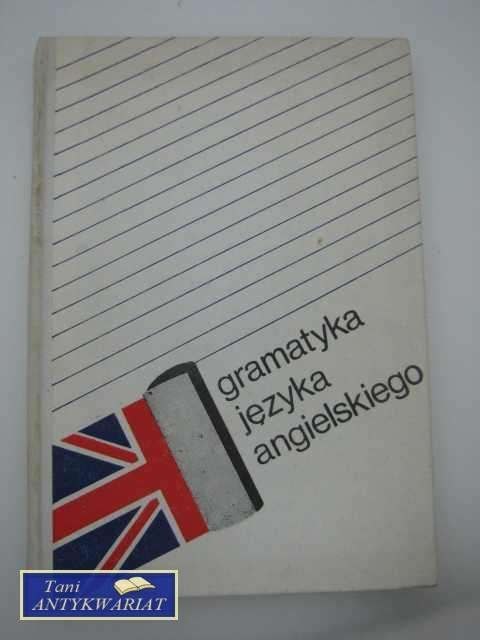 gramatyka
języka
angielskiego
Tani
ANTYKWARIAT